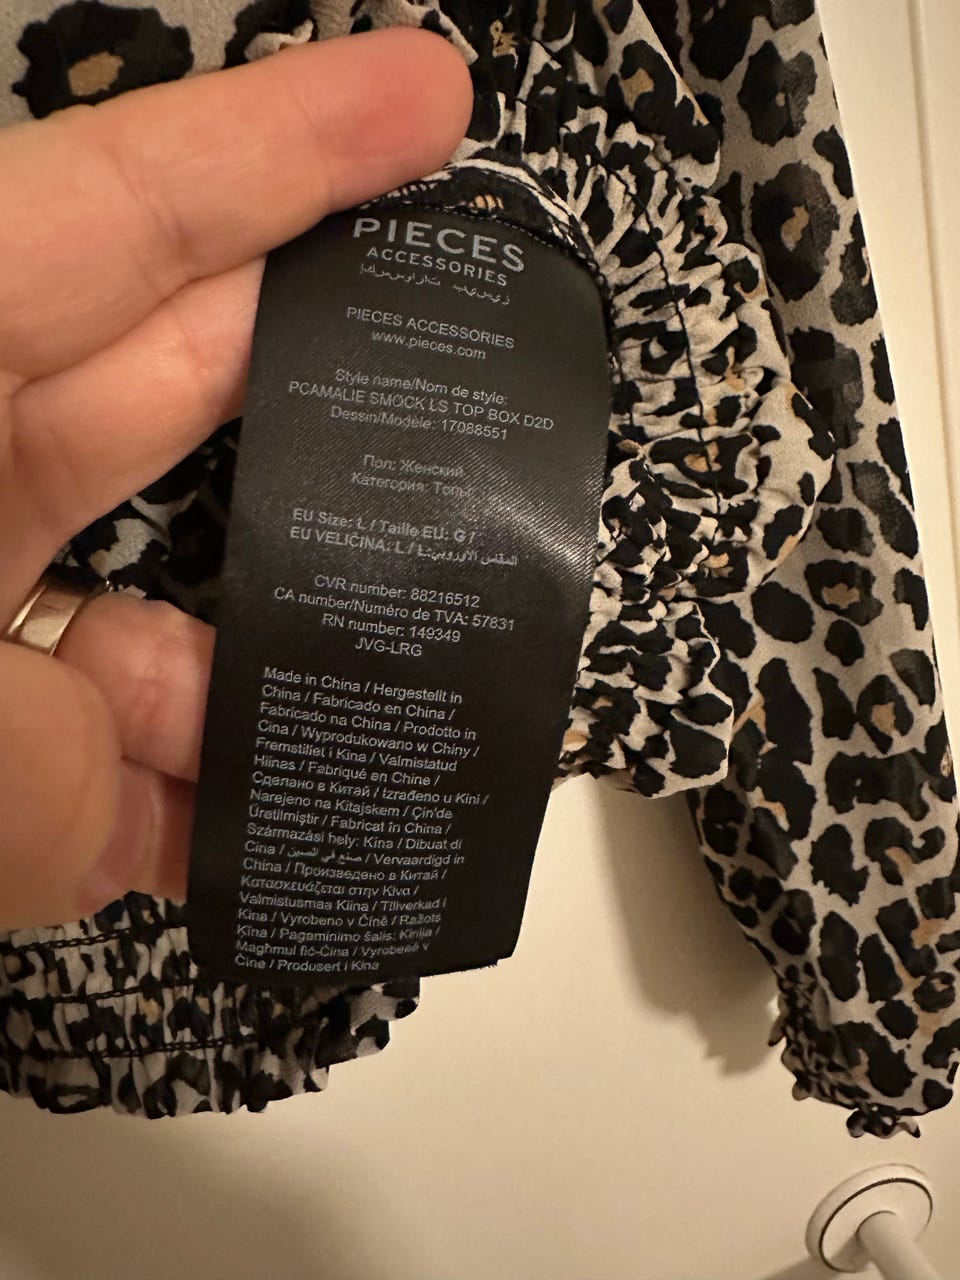 PIECES
ACCESSORIES
PIECES ACCESSORIES
www.pieces.com
Style name/Nom de style:
PCAMALIE SMOCK LS TOP BOX D2D
Dessin/Modèle: 17088551
Пол: Женский
Категория: Топы
EU Size: L / Taille EU: G /
EU VELIČINA: L / L:المقاس الأوروبي
CVR number: 88216512
CA number/Numéro de TVA: 57831
RN number: 149349
JVG-LRG
Made in China / Hergestellt in
China / Fabricado en China /
Fabricado na China / Prodotto in
Cina / Wyprodukowano w Chiny /
Fremstillet i Kina / Valmistatud
Hiinas / Fabriqué en Chine /
Сделано в Китай / Izrađeno u Kini /
Narejeno na Kitajskem / Çin'de
Üretilmiştir / Fabricat în China /
Származási hely: Kína / Dibuat di
Cina / صنع في الصين / Vervaardigd in
China / Произведено в Китай /
Κατασκευάζεται στην Κίνα /
Valmistusmaa Kiina / Tillverkad i
Kina / Vyrobeno v Číně / Ražots
Ķīna / Pagaminimo šalis: Kinija /
Magħmul fiċ-Ċina / Vyrobené v
Číne / Produsert i Kina